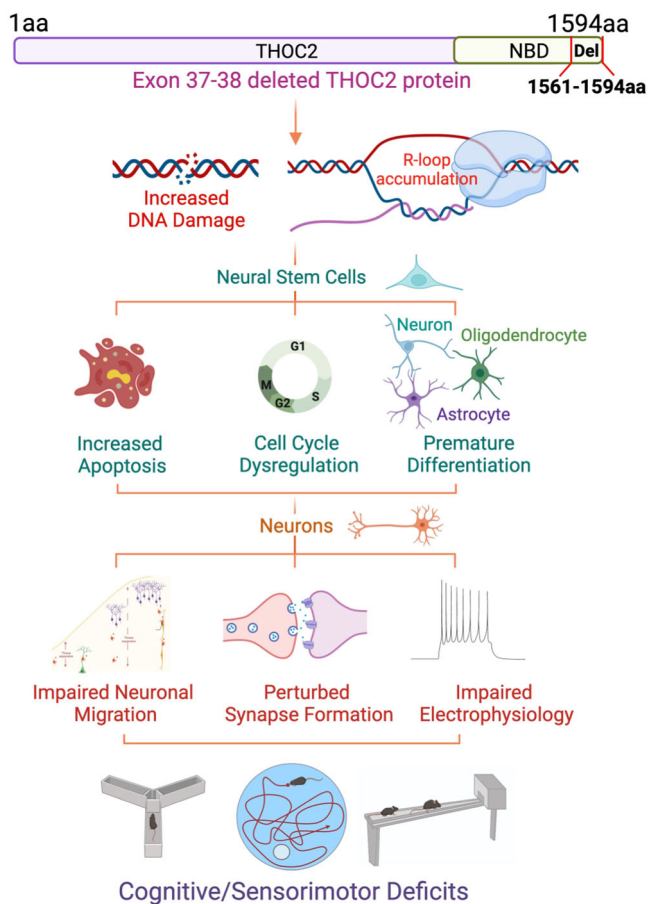 1aa
1594aa
THOC2
NBD
Del
Exon 37-38 deleted THOC2 protein
1561-1594aa
Increased
DNA Damage
R-loop
accumulation
Neural Stem Cells
Neuron
Oligodendrocyte
Astrocyte
G1
M
G2
S
Increased
Apoptosis
Cell Cycle
Dysregulation
Premature
Differentiation
Neurons
Impaired Neuronal
Migration
Perturbed
Synapse Formation
Impaired
Electrophysiology
Cognitive/Sensorimotor Deficits